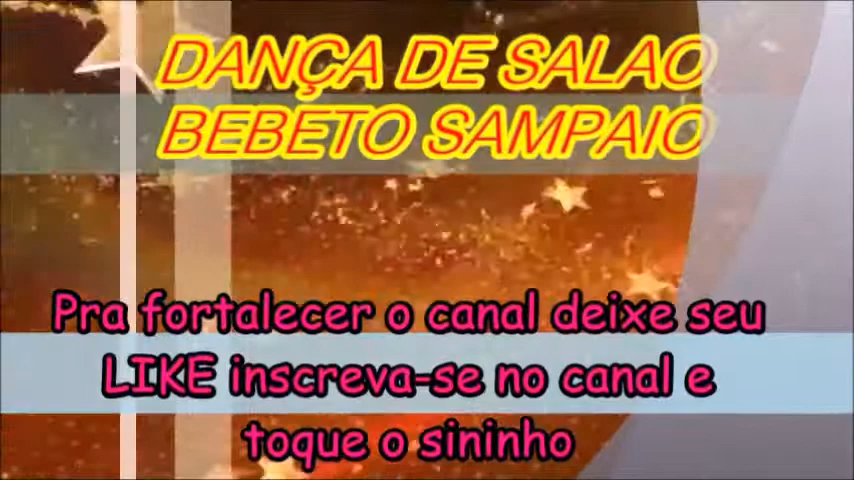 DANÇA DE SALAO
BEBETO SAMPAIO
Pra fortalecer o canal deixe seu
LIKE inscreva-se no canal e
toque o sininho